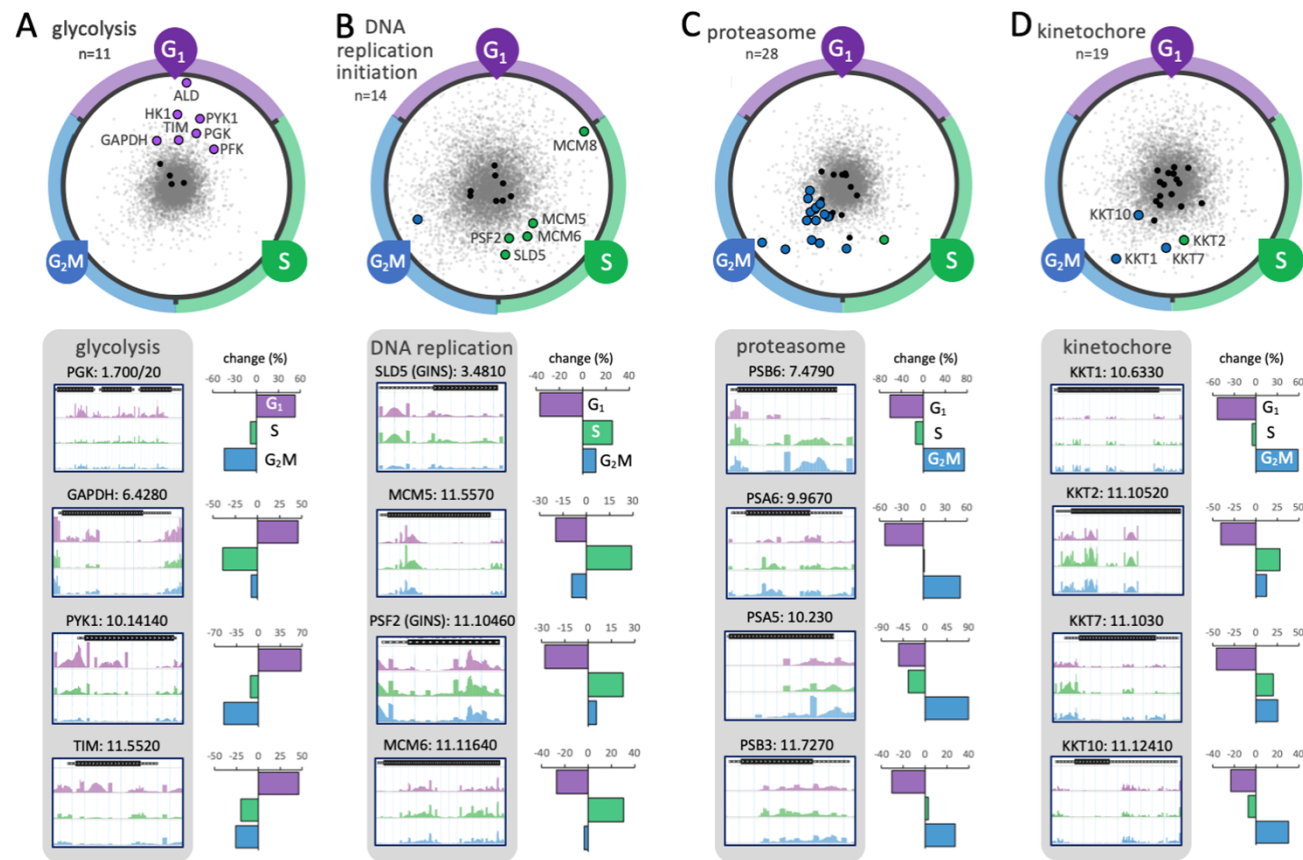 A glycolysis
n=11
G1
ALD
HK1
PYK1
TIM
PGK
GAPDH
PFK
G2M
S
B DNA
replication
initiation
n=14
G1
MCM8
MCM5
PSF2
MCM6
SLD5
G2M
S
C proteasome
n=28
G1
G2M
S
D kinetochore
n=19
G1
KKT10
KKT2
KKT1
KKT7
G2M
S
glycolysis
PGK: 1.700/20
change (%)
-60 -30 0 30 60
G1
S
G2M
GAPDH: 6.4280
-50 -25 0 25 50
PYK1: 10.14140
-70 -35 0 35 70
TIM: 11.5520
-50 -25 0 25 50
DNA replication
SLD5 (GINS): 3.4810
change (%)
-40 -20 0 20 40
G1
S
G2M
MCM5: 11.5570
-30 -15 0 15 30
PSF2 (GINS): 11.10460
-30 -15 0 15 30
MCM6: 11.11640
-40 -20 0 20 40
proteasome
PSB6: 7.4790
change (%)
-80 -40 0 40 80
G1
S
G2M
PSA6: 9.9670
-60 -30 0 30 60
PSA5: 10.230
-90 -45 0 45 90
PSB3: 11.7270
-40 -20 0 20 40
kinetochore
KKT1: 10.6330
change (%)
-60 -30 0 30 60
G1
S
G2M
KKT2: 11.10520
-50 -25 0 25 50
KKT7: 11.1030
-50 -25 0 25 50
KKT10: 11.12410
-40 -20 0 20 40